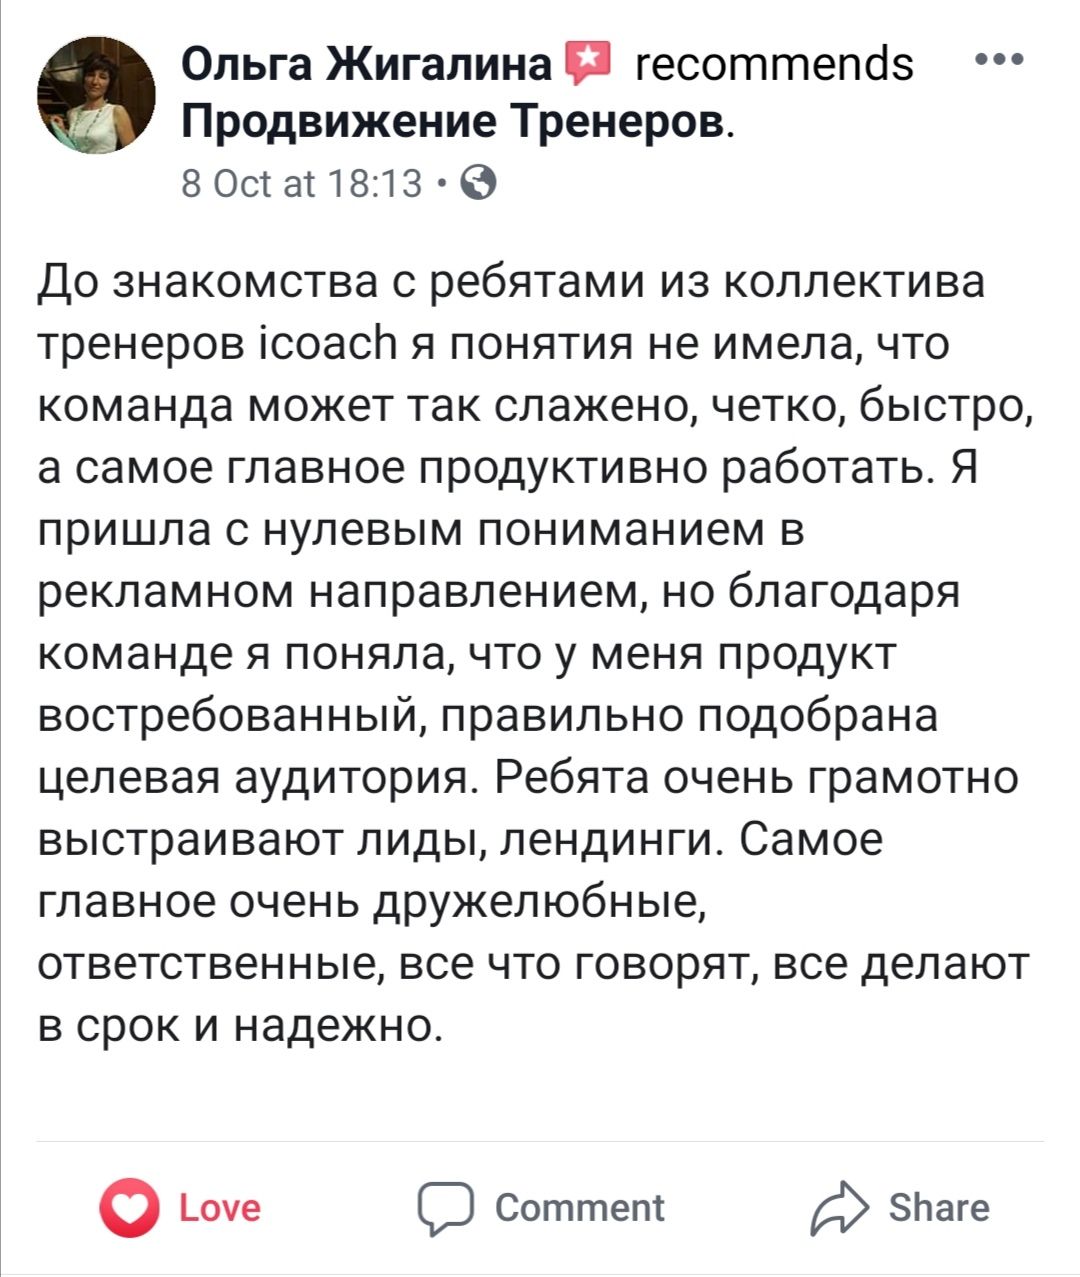 Ольга Жигалина recommends
Продвижение Тренеров.
8 Oct at 18:13 •
До знакомства с ребятами из коллектива
тренеров icoach я понятия не имела, что
команда может так слажено, четко, быстро,
а самое главное продуктивно работать. Я
пришла с нулевым пониманием в
рекламном направлением, но благодаря
команде я поняла, что у меня продукт
востребованный, правильно подобрана
целевая аудитория. Ребята очень грамотно
выстраивают лиды, лендинги. Самое
главное очень дружелюбные,
ответственные, все что говорят, все делают
в срок и надежно.
Love Comment Share